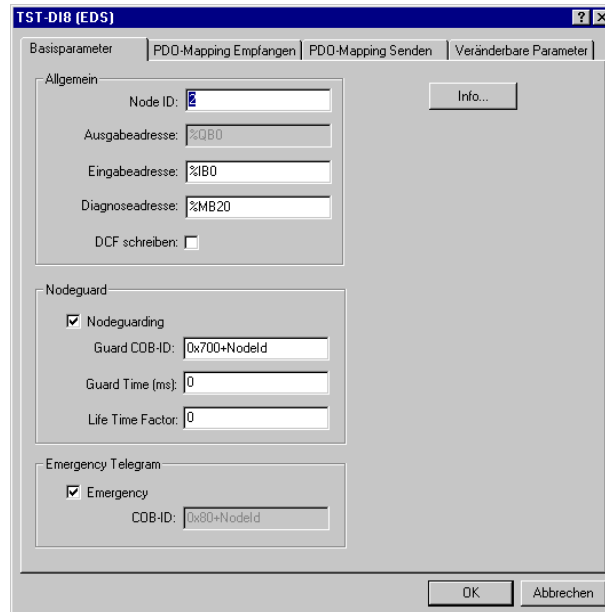 TST-DI8 (EDS)
Basisparameter PDO-Mapping Empfangen PDO-Mapping Senden Veränderbare Parameter
Allgemein
Node ID: 2
Info...
Ausgabeadresse: %QB0
Eingabeadresse: %IB0
Diagnoseadresse: %MB20
DCF schreiben:
Nodeguard
Nodeguarding
Guard COB-ID: 0x700+NodeId
Guard Time (ms): 0
Life Time Factor: 0
Emergency Telegram
Emergency
COB-ID: 0x80+NodeId
OK Abbrechen